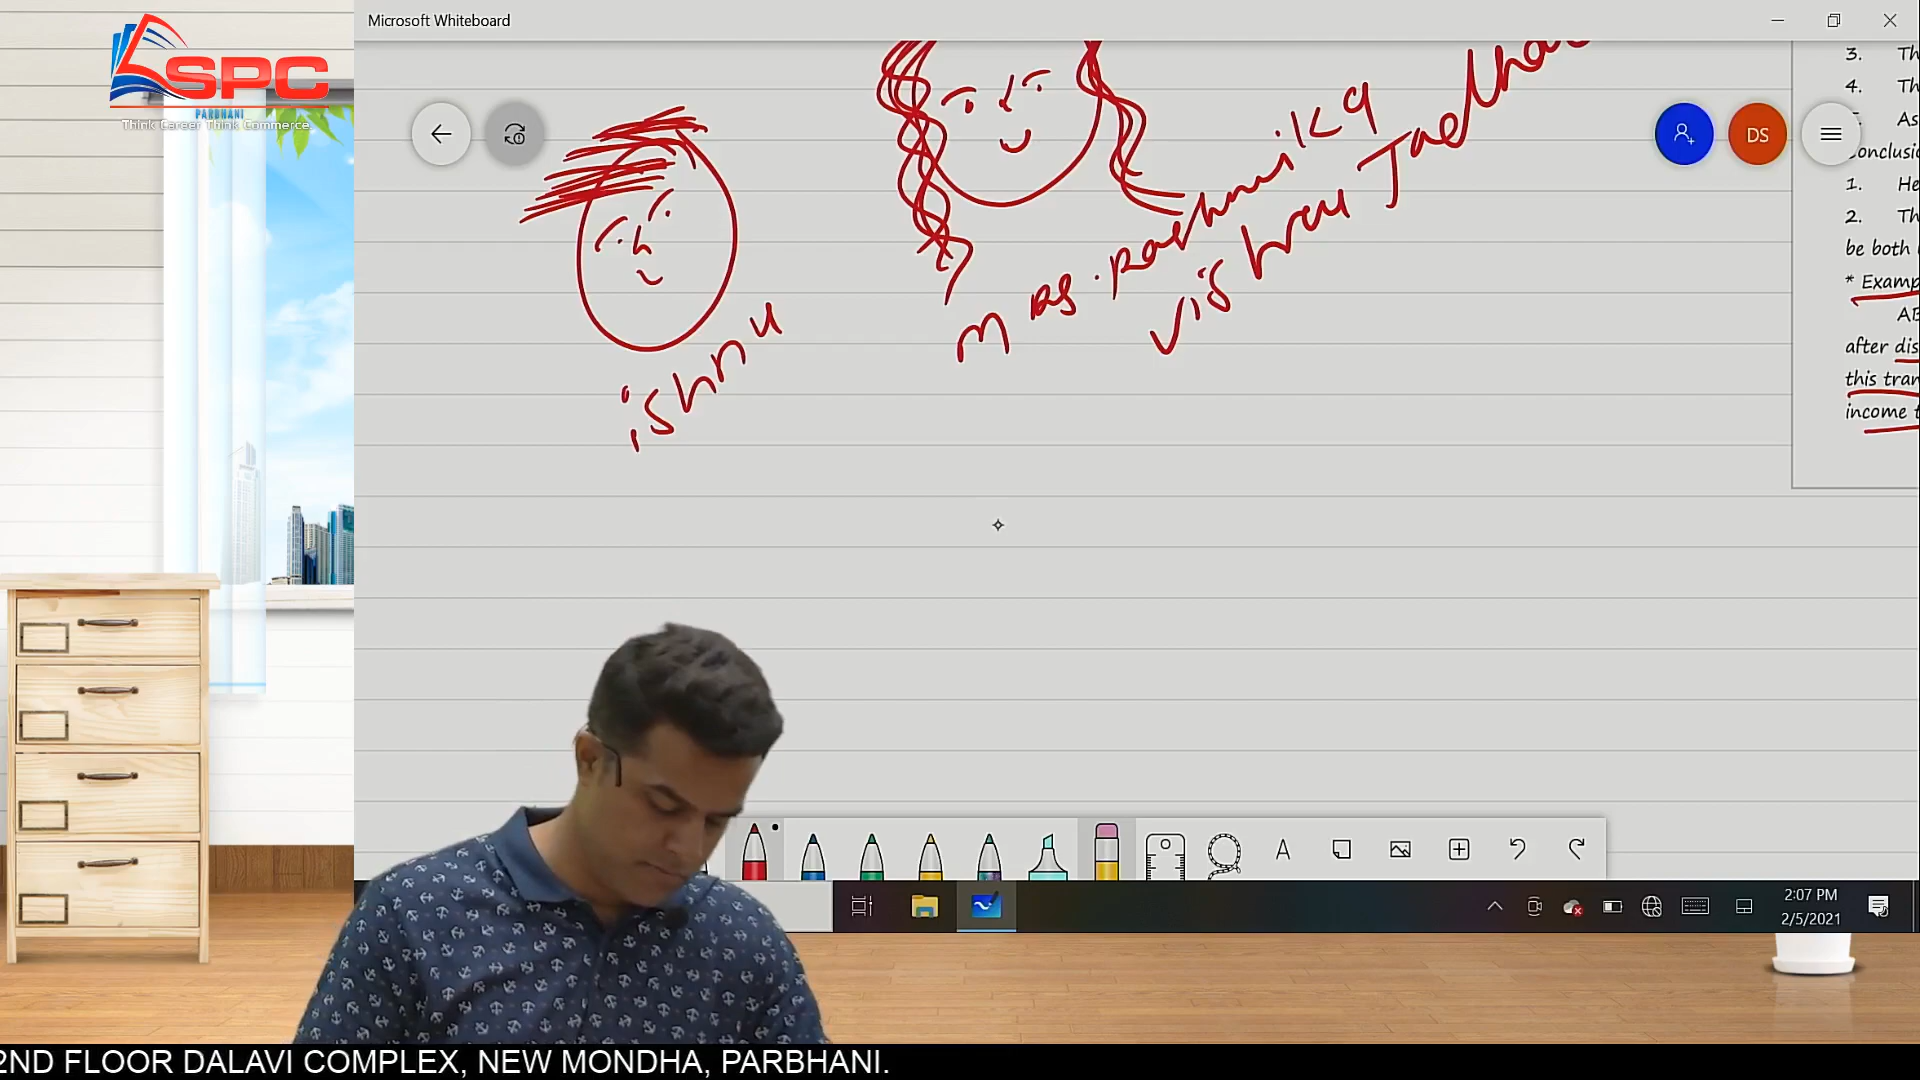 Microsoft Whiteboard
SPC
PARBHANI
Think Career Think Commerce.
ishnu
mrs. rashmika
vishnu Jadhav
DS
3. Th
4. Th
As
onclusi
1. He
2. Th
be both
* Examp
AB
after dis
this tran
income t
A
2:07 PM
2/5/2021
2ND FLOOR DALAVI COMPLEX, NEW MONDHA, PARBHANI.